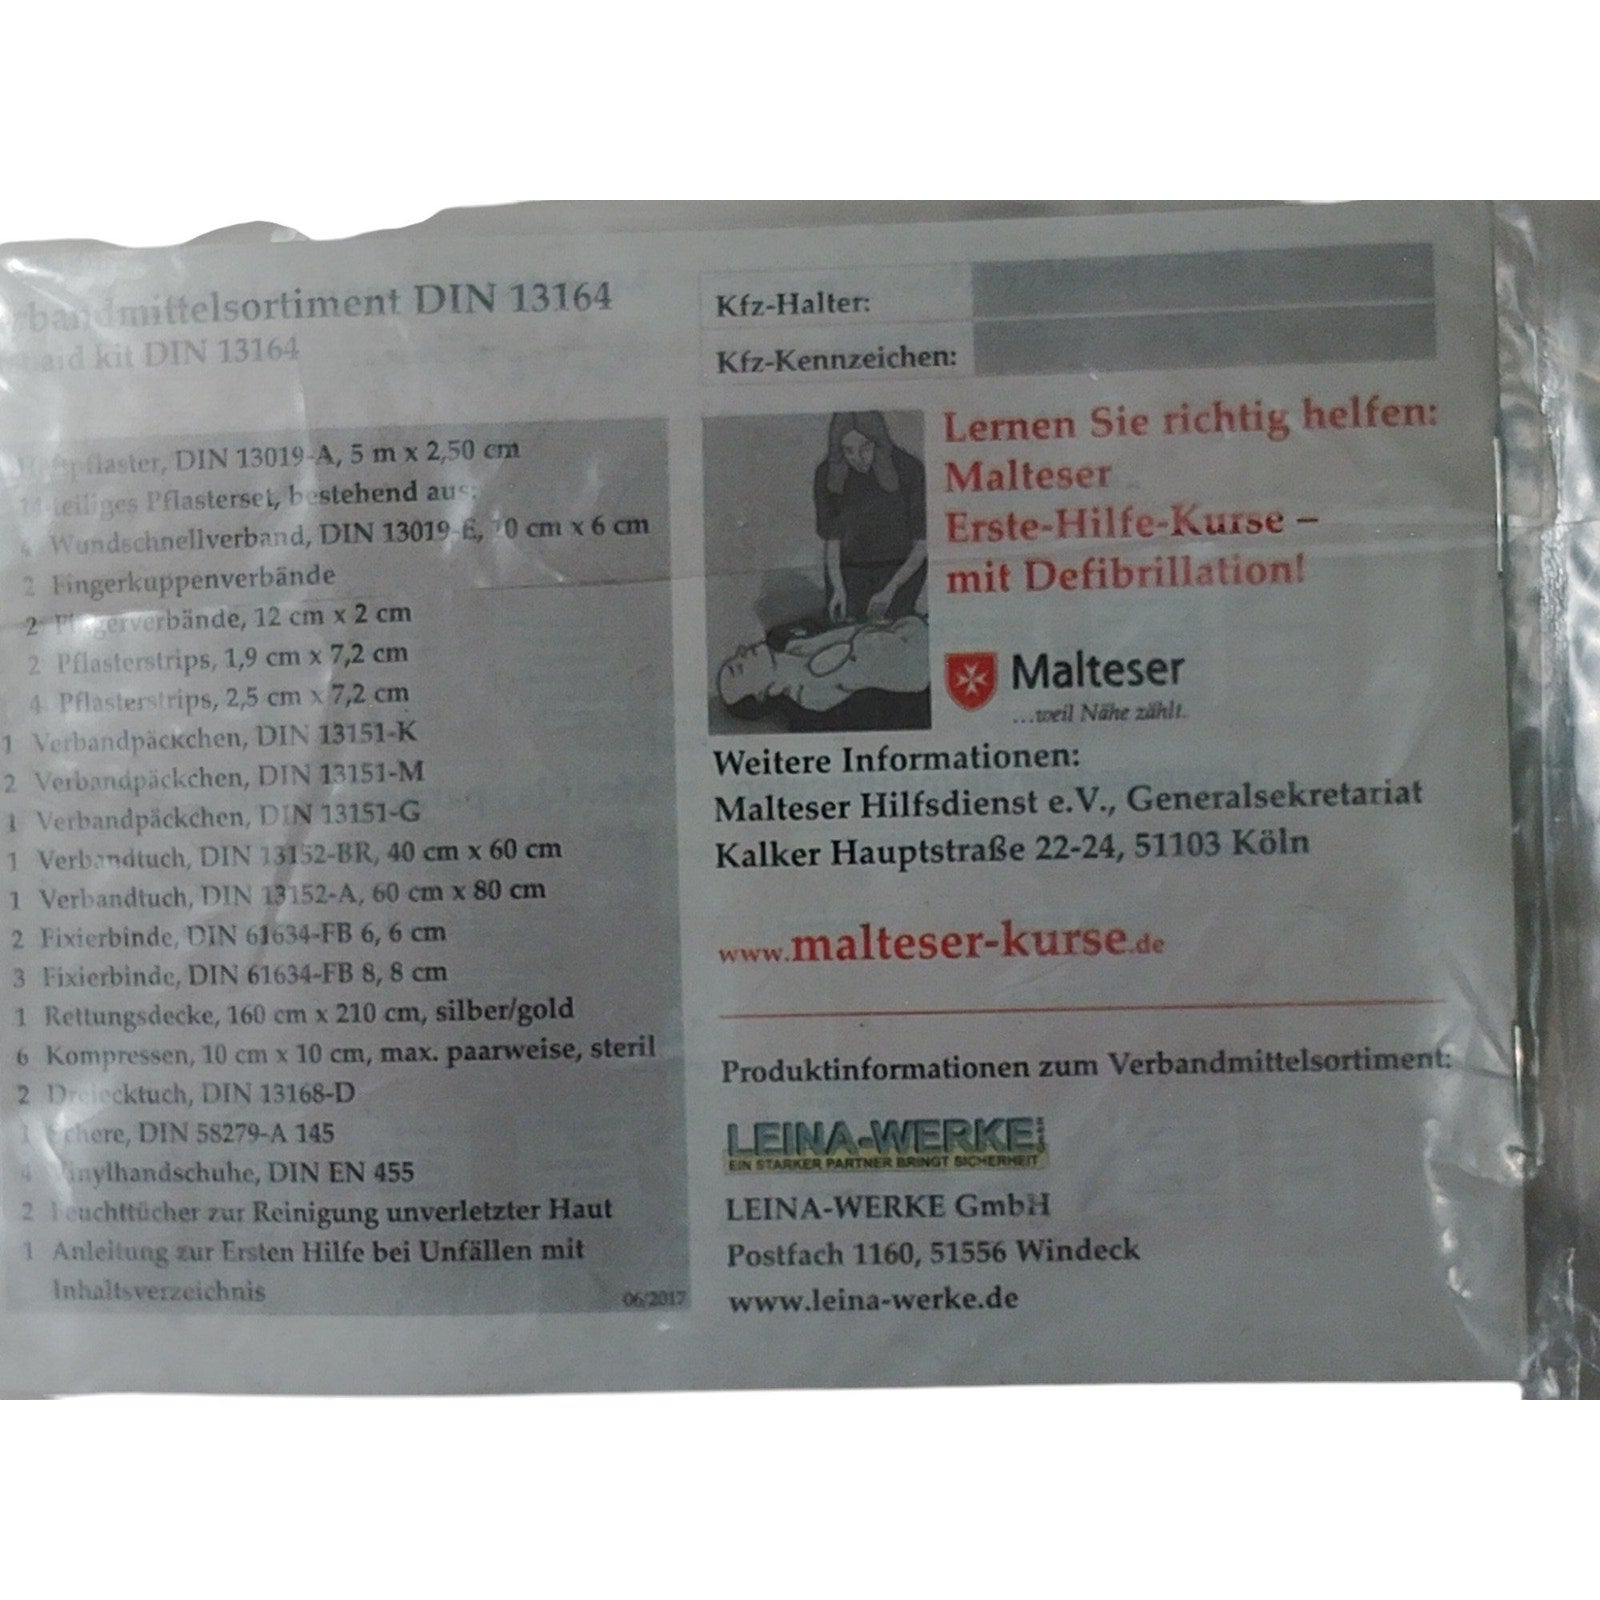 Verbandmittelsortiment DIN 13164
kit DIN 13164
Heftpflaster, DIN 13019-A, 5 m x 2,50 cm
14-teiliges Pflasterset, bestehend aus:
4 Wundschnellverband, DIN 13019-E, 10 cm x 6 cm
2 Fingerkuppenverbände
2 Fingerverbände, 12 cm x 2 cm
2 Pflasterstrips, 1,9 cm x 7,2 cm
4 Pflasterstrips, 2,5 cm x 7,2 cm
1 Verbandpäckchen, DIN 13151-K
2 Verbandpäckchen, DIN 13151-M
1 Verbandpäckchen, DIN 13151-G
1 Verbandtuch, DIN 13152-BR, 40 cm x 60 cm
1 Verbandtuch, DIN 13152-A, 60 cm x 80 cm
2 Fixierbinde, DIN 61634-FB 6, 6 cm
3 Fixierbinde, DIN 61634-FB 8, 8 cm
1 Rettungsdecke, 160 cm x 210 cm, silber/gold
6 Kompressen, 10 cm x 10 cm, max. paarweise, steril
2 Dreiecktuch, DIN 13168-D
1 Schere, DIN 58279-A 145
4 Vinylhandschuhe, DIN EN 455
2 Feuchttücher zur Reinigung unverletzter Haut
1 Anleitung zur Ersten Hilfe bei Unfällen mit
Inhaltsverzeichnis
06/2017
Kfz-Halter:
Kfz-Kennzeichen:
Lernen Sie richtig helfen:
Malteser
Erste-Hilfe-Kurse –
mit Defibrillation!
Malteser
...weil Nähe zählt.
Weitere Informationen:
Malteser Hilfsdienst e.V., Generalsekretariat
Kalker Hauptstraße 22-24, 51103 Köln
www.malteser-kurse.de
Produktinformationen zum Verbandmittelsortiment:
LEINA-WERKE
EIN STARKER PARTNER BRINGT SICHERHEIT
LEINA-WERKE GmbH
Postfach 1160, 51556 Windeck
www.leina-werke.de